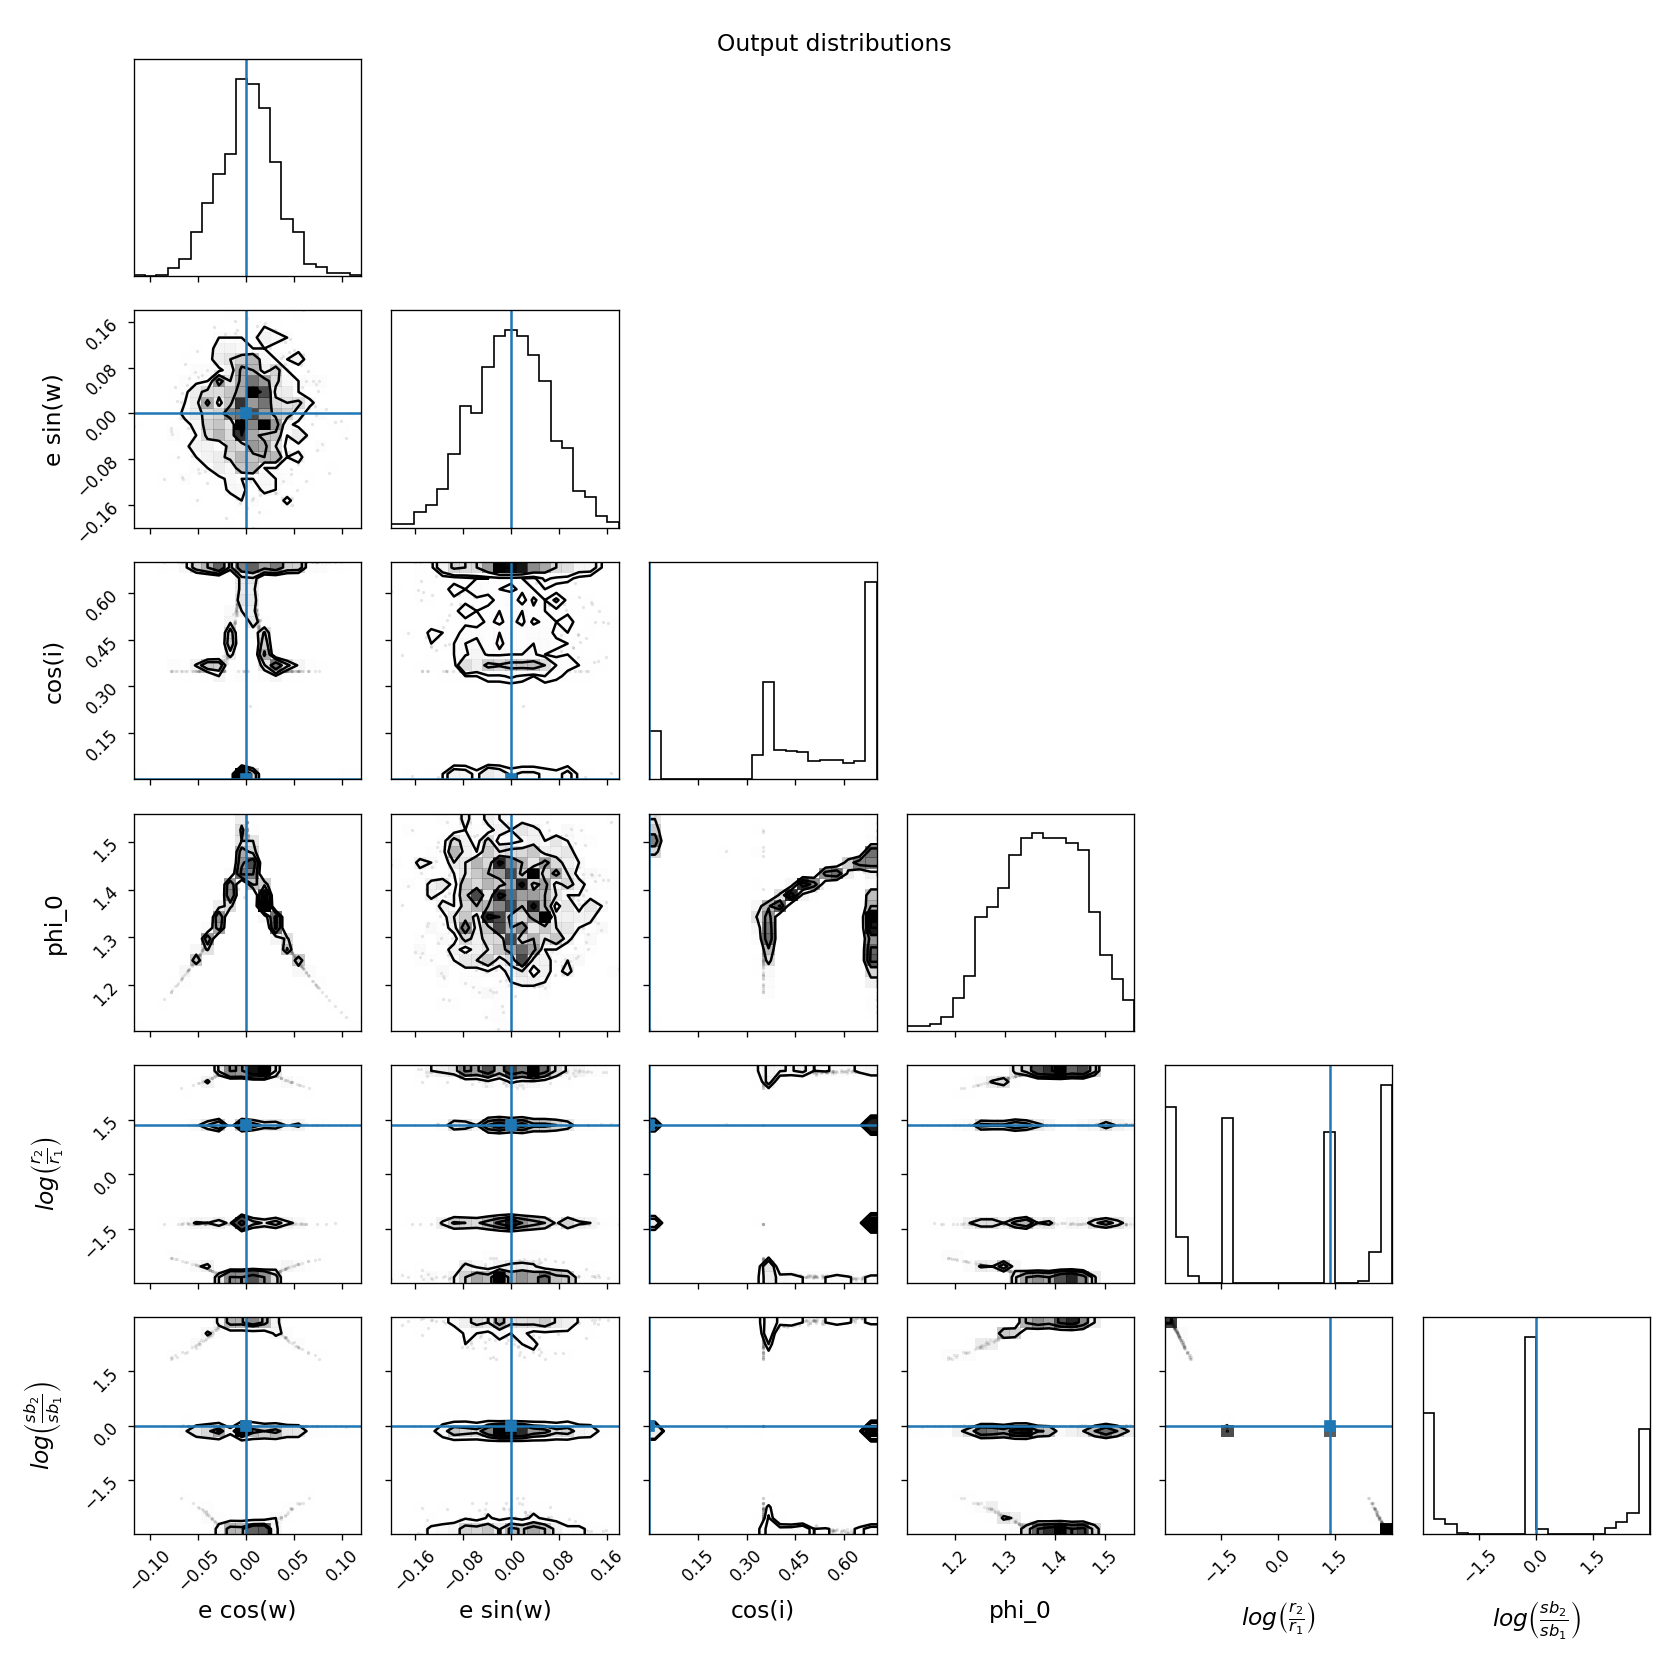 Output distributions
e sin(w)
0.16
0.08
0.00
−0.08
−0.16
cos(i)
0.60
0.45
0.30
0.15
phi_0
1.5
1.4
1.3
1.2
log(r2/r1)
1.5
0.0
−1.5
log(sb2/sb1)
1.5
0.0
−1.5
−0.10 −0.05 0.00 0.05 0.10
−0.16 −0.08 0.00 0.08 0.16
0.15 0.30 0.45 0.60
1.2 1.3 1.4 1.5
−1.5 0.0 1.5
−1.5 0.0 1.5
e cos(w) e sin(w) cos(i) phi_0 log(r2/r1) log(sb2/sb1)